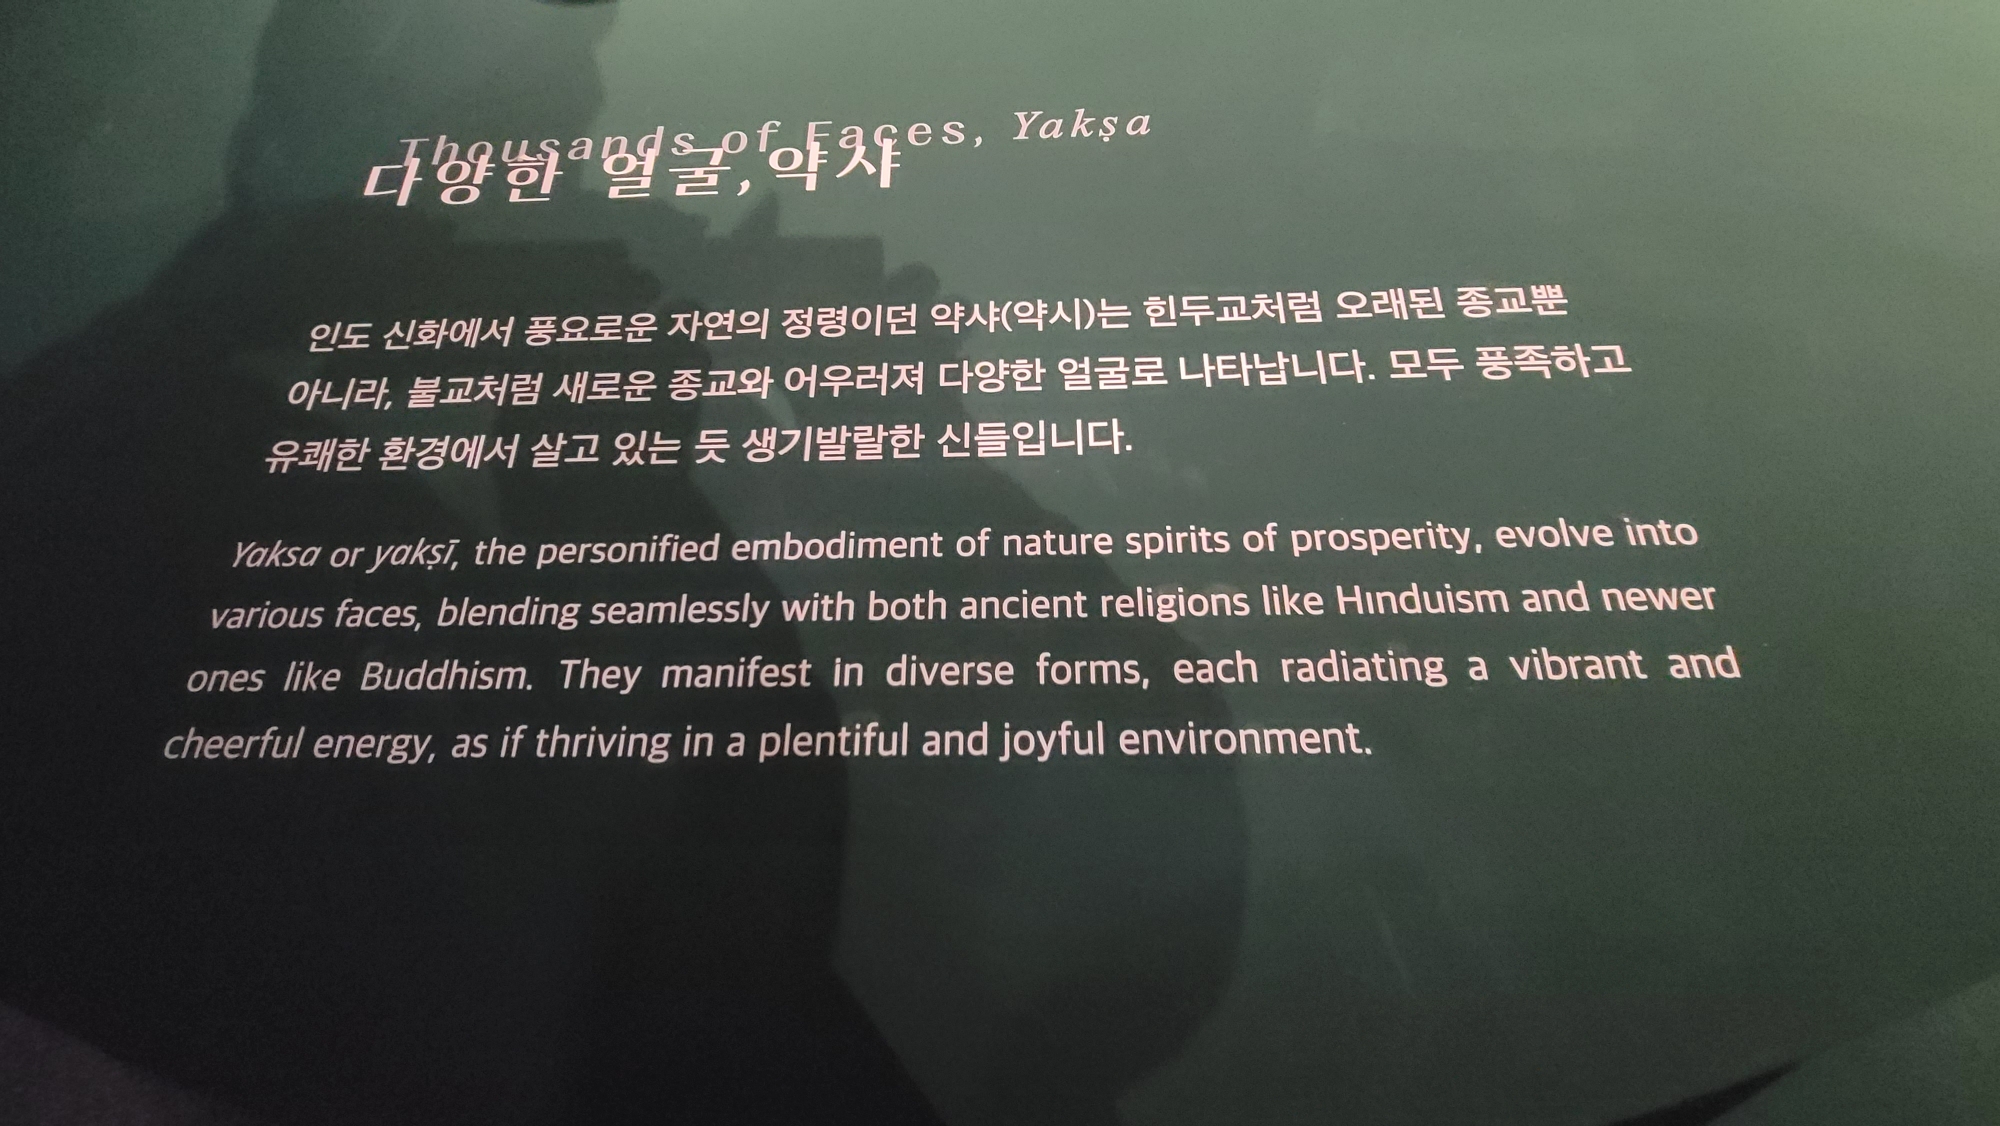 Thousands of Faces, Yakṣa
다양한 얼굴, 약샤
인도 신화에서 풍요로운 자연의 정령이던 약샤(약시)는 힌두교처럼 오래된 종교뿐
아니라, 불교처럼 새로운 종교와 어우러져 다양한 얼굴로 나타납니다. 모두 풍족하고
유쾌한 환경에서 살고 있는 듯 생기발랄한 신들입니다.
Yaksa or yakṣī, the personified embodiment of nature spirits of prosperity, evolve into
various faces, blending seamlessly with both ancient religions like Hınduism and newer
ones like Buddhism. They manifest in diverse forms, each radiating a vibrant and
cheerful energy, as if thriving in a plentiful and joyful environment.